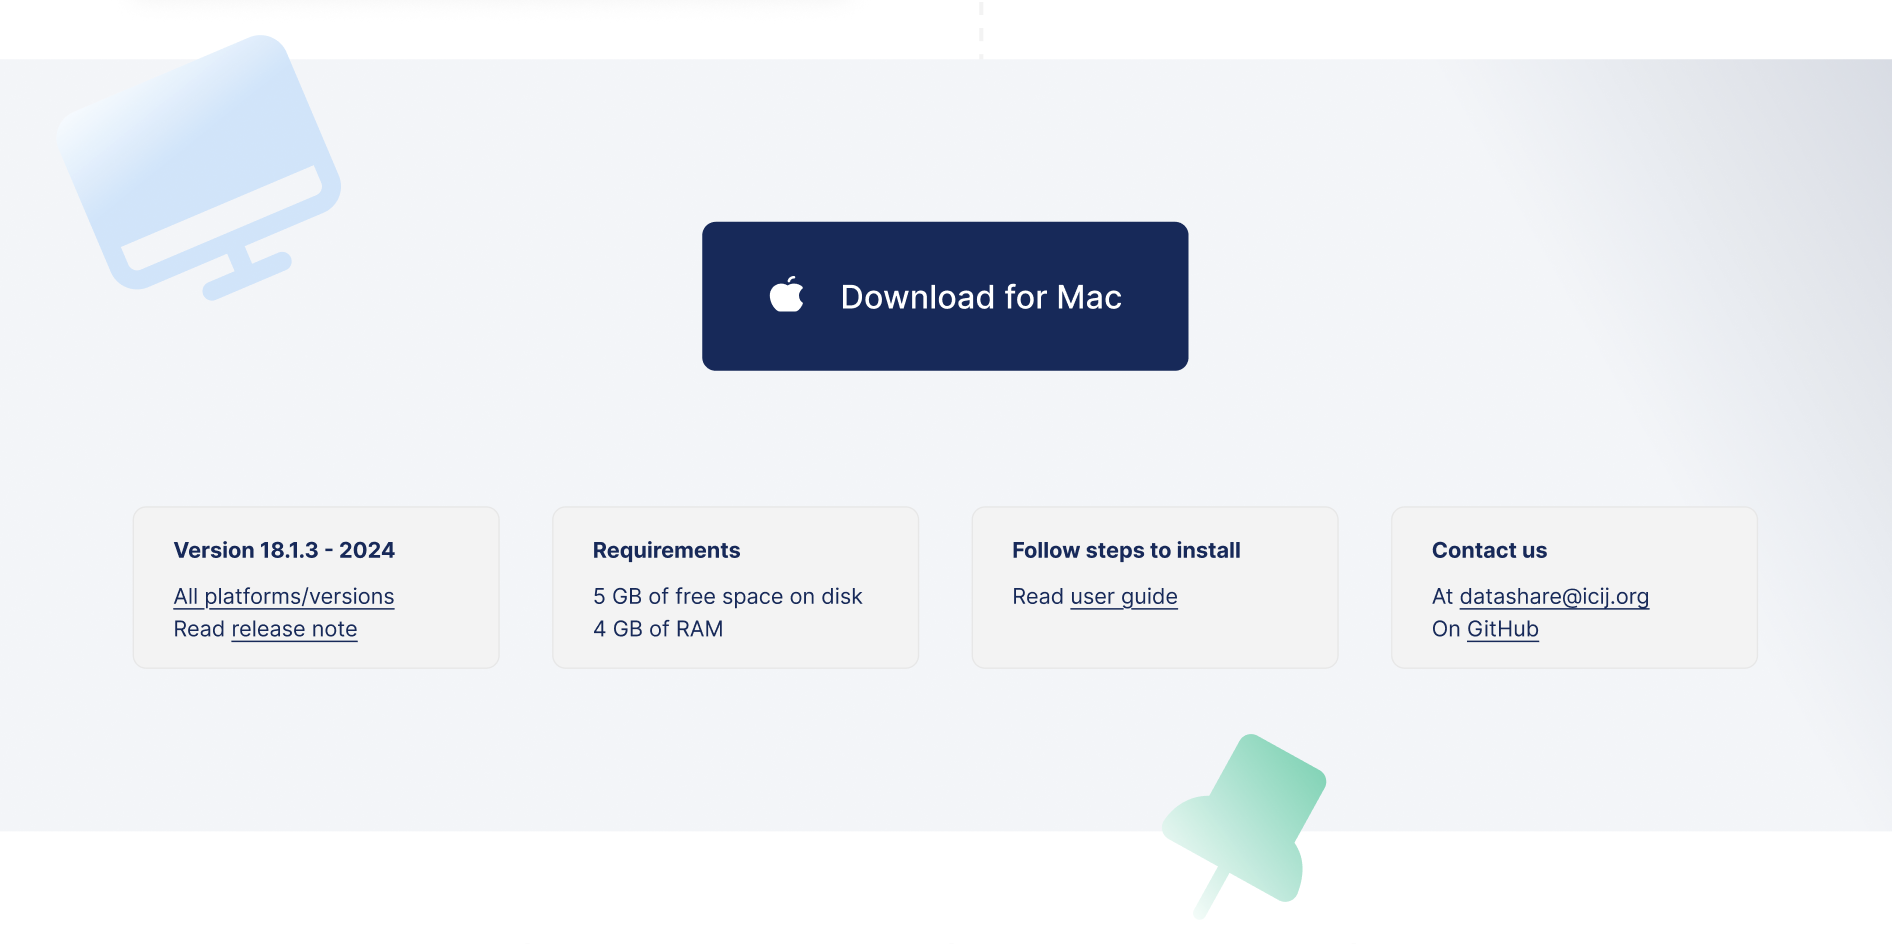 Download for Mac
Version 18.1.3 - 2024
All platforms/versions
Read release note
Requirements
5 GB of free space on disk
4 GB of RAM
Follow steps to install
Read user guide
Contact us
At datashare@icij.org
On GitHub